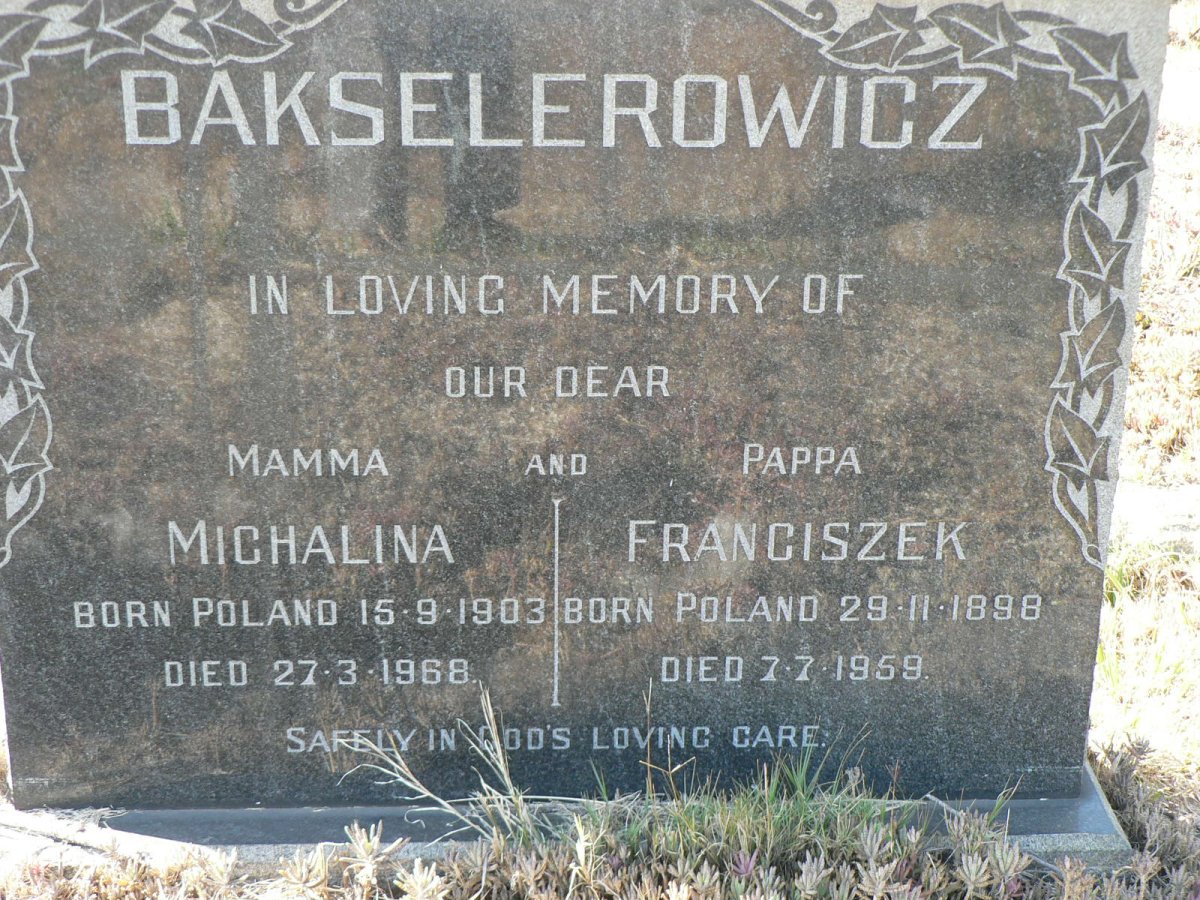 BAKSELEROWICZ
IN LOVING MEMORY OF
OUR DEAR
MAMMA AND PAPPA
MICHALINA FRANCISZEK
BORN POLAND 15·9·1903 BORN POLAND 29·11·1898
DIED 27·3·1968. DIED 7·7·1959.
SAFELY IN GOD'S LOVING CARE.